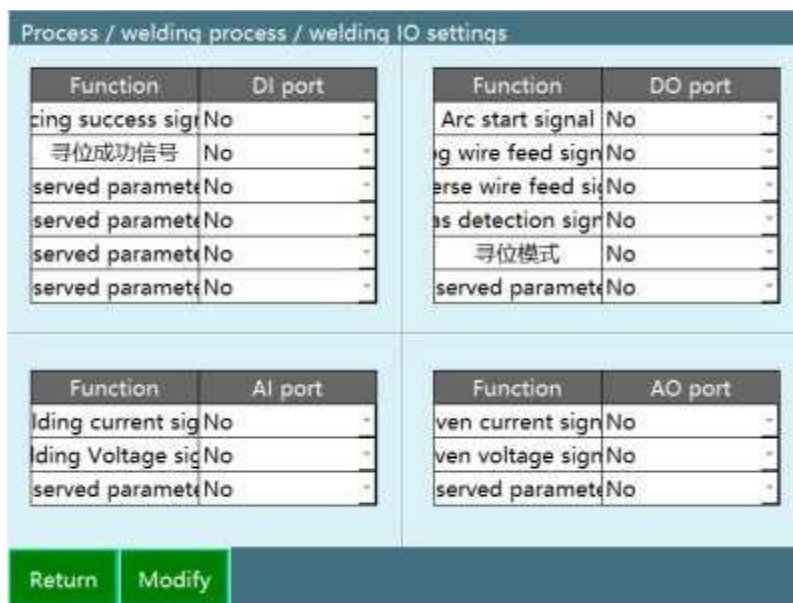 Process / welding process / welding IO settings
Function DI port
cing success sig No
寻位成功信号 No
served paramete No
served paramete No
served paramete No
served paramete No
Function DO port
Arc start signal No
g wire feed sign No
erse wire feed si No
as detection sign No
寻位模式 No
served paramete No
Function AI port
lding current sig No
lding Voltage sig No
served paramete No
Function AO port
ven current sign No
ven voltage sign No
served paramete No
Return Modify